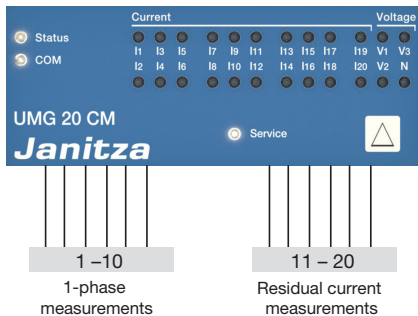 Current Voltage
Status
COM
I1 I3 I5 I7 I9 I11 I13 I15 I17 I19 V1 V3
I2 I4 I6 I8 I10 I12 I14 I16 I18 I20 V2 N
UMG 20 CM
Service
Janitza
1 –10 11 – 20
1-phase Residual current
measurements measurements